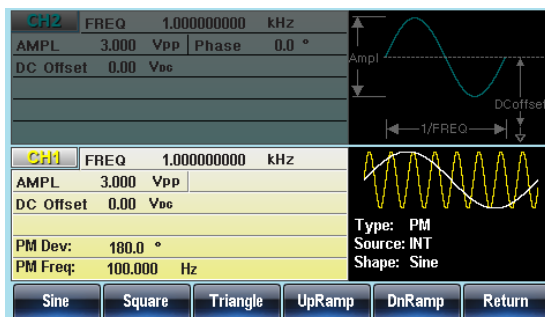 CH2 FREQ 1.000000000 kHz
AMPL 3.000 Vpp Phase 0.0 °
DC Offset 0.00 VDC
Ampl
DCoffset
1/FREQ
CH1 FREQ 1.000000000 kHz
AMPL 3.000 Vpp
DC Offset 0.00 VDC
PM Dev: 180.0 °
PM Freq: 100.000 Hz
Type: PM
Source: INT
Shape: Sine
Sine Square Triangle UpRamp DnRamp Return